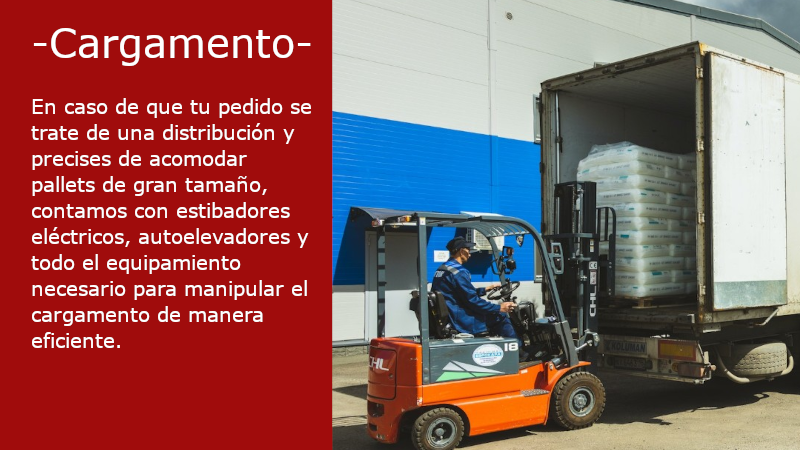 -Cargamento-
En caso de que tu pedido se
trate de una distribución y
precises de acomodar
pallets de gran tamaño,
contamos con estibadores
eléctricos, autoelevadores y
todo el equipamiento
necesario para manipular el
cargamento de manera
eficiente.
18